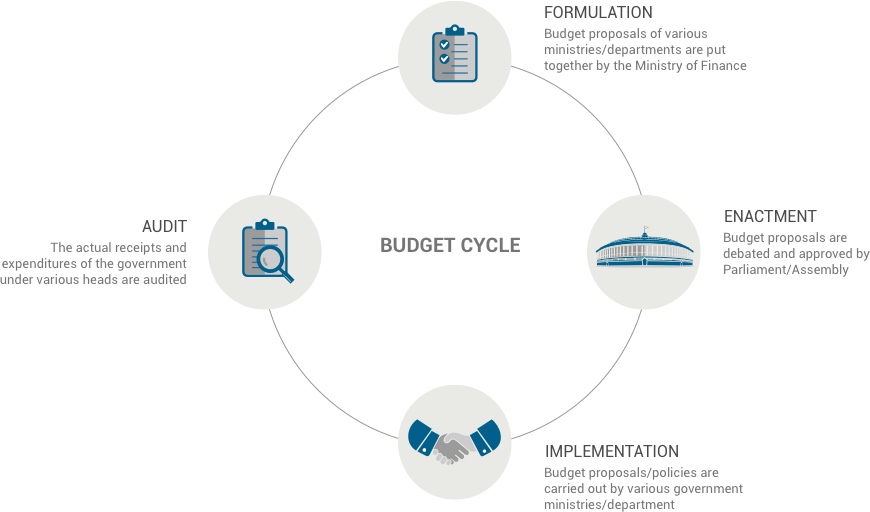 FORMULATION
Budget proposals of various
ministries/departments are put
together by the Ministry of Finance
ENACTMENT
Budget proposals are
debated and approved by
Parliament/Assembly
AUDIT
The actual receipts and
expenditures of the government
under various heads are audited
BUDGET CYCLE
IMPLEMENTATION
Budget proposals/policies are
carried out by various government
ministries/department